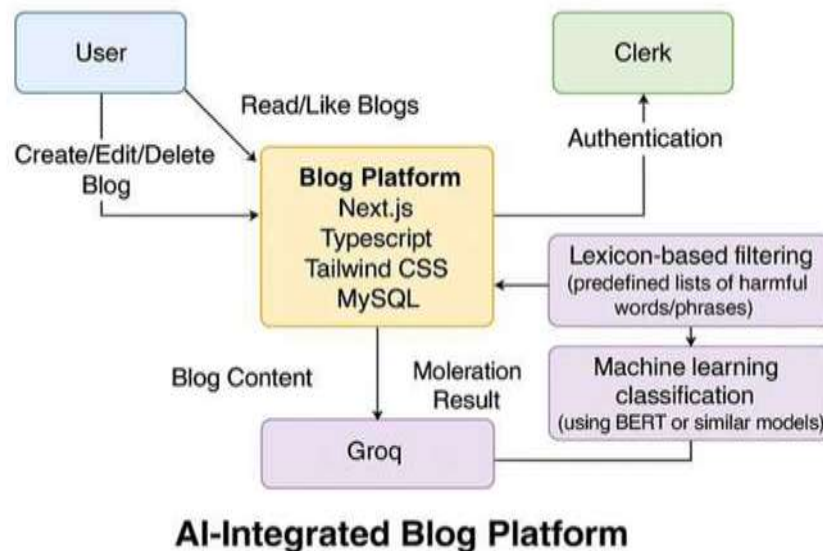 User
Clerk
Read/Like Blogs
Create/Edit/Delete
Blog
Authentication
Blog Platform
Next.js
Typescript
Tailwind CSS
MySQL
Lexicon-based filtering
(predefined lists of harmful
words/phrases)
Blog Content
Moleration
Result
Machine learning
classification
(using BERT or similar models)
Groq
AI-Integrated Blog Platform